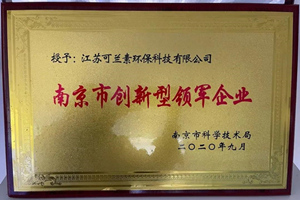 授予：江苏可兰素环保科技有限公司
南京市创新型领军企业
南京市科学技术局
二〇二〇年九月